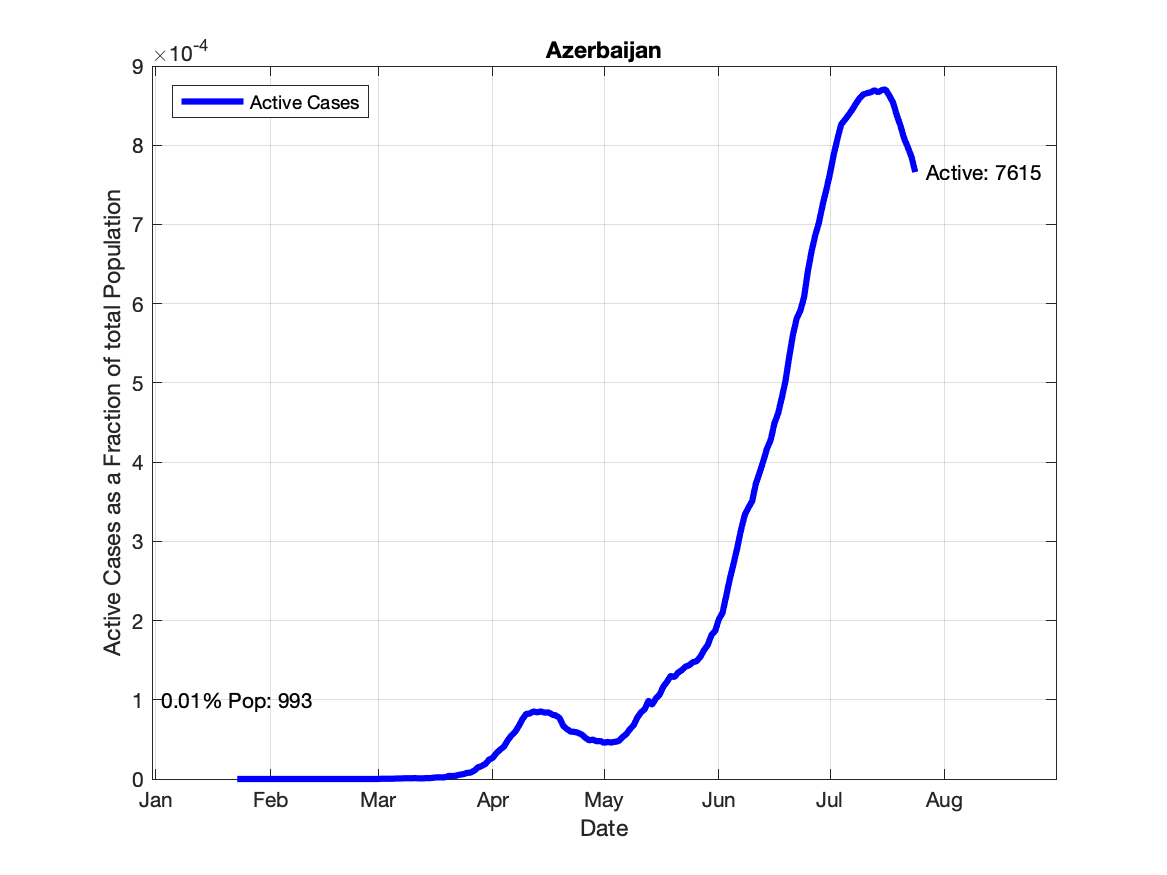 Azerbaijan
×10-4
9
8
7
6
5
4
3
2
1
0
Active Cases as a Fraction of total Population
Active Cases
Active: 7615
0.01% Pop: 993
Jan Feb Mar Apr May Jun Jul Aug
Date